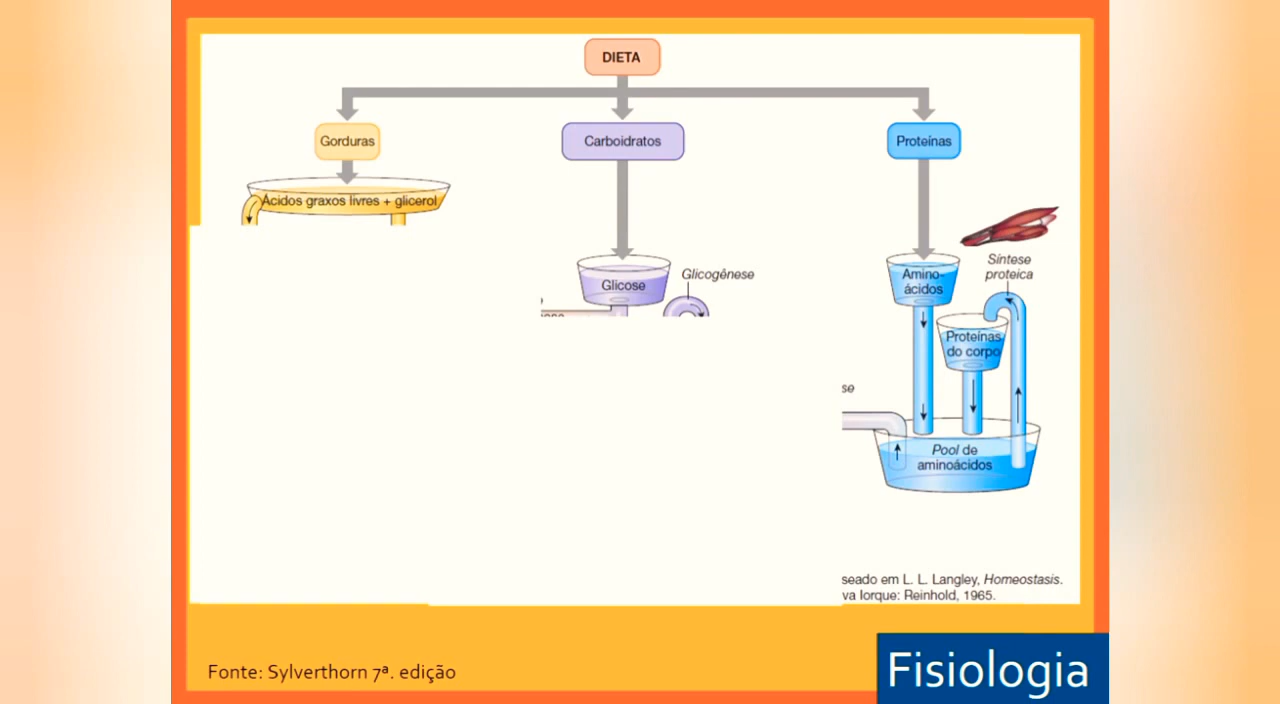 DIETA
Gorduras
Carboidratos
Proteínas
Ácidos graxos livres + glicerol
Glicose
Glicogênese
Amino-
ácidos
Síntese
proteica
Proteínas
do corpo
se
Pool de
aminoácidos
seado em L. L. Langley, Homeostasis.
va Iorque: Reinhold, 1965.
Fonte: Sylverthorn 7ª. edição
Fisiologia